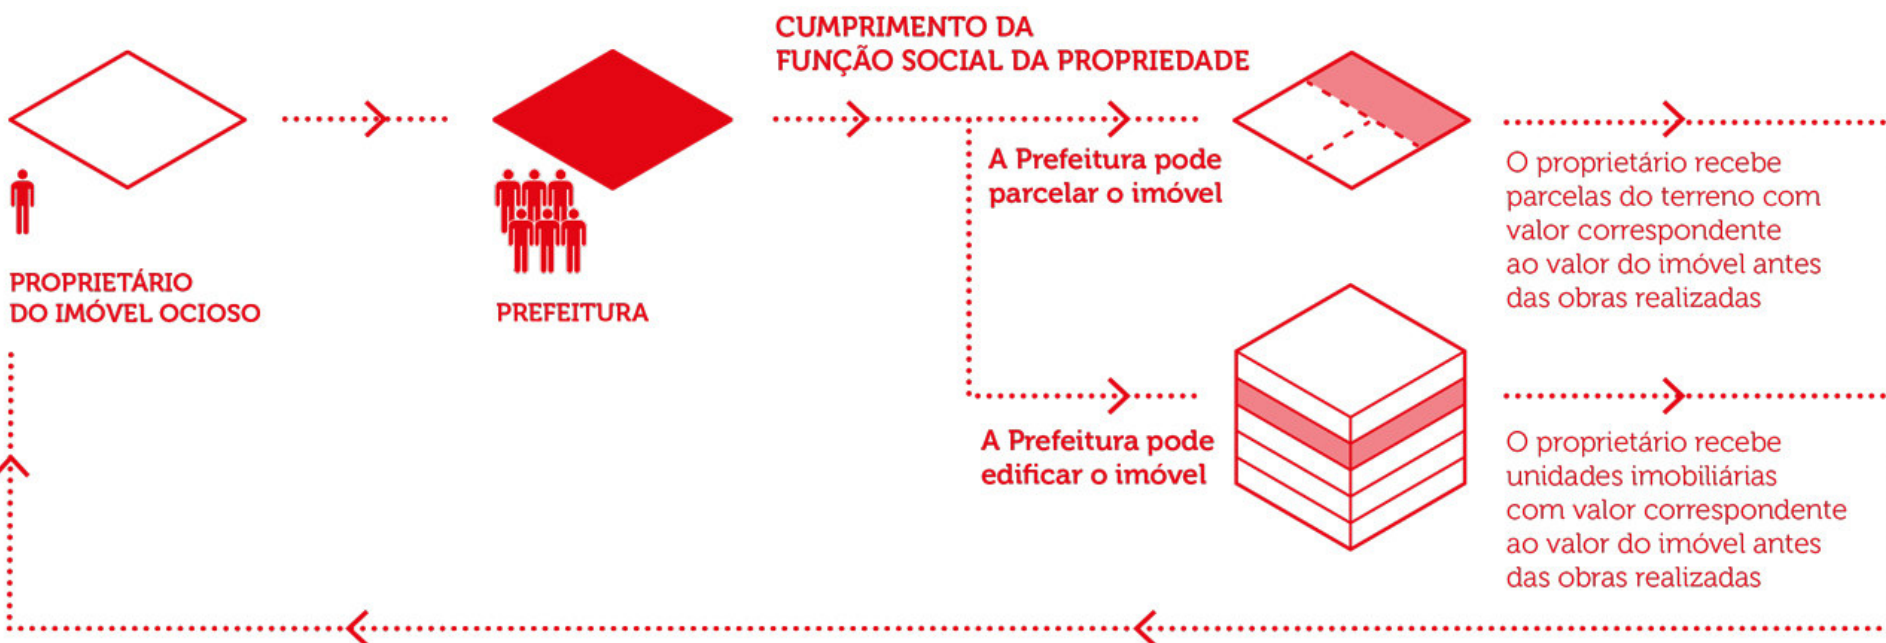 CUMPRIMENTO DA
FUNÇÃO SOCIAL DA PROPRIEDADE
PROPRIETÁRIO
DO IMÓVEL OCIOSO
PREFEITURA
A Prefeitura pode
parcelar o imóvel
O proprietário recebe
parcelas do terreno com
valor correspondente
ao valor do imóvel antes
das obras realizadas
A Prefeitura pode
edificar o imóvel
O proprietário recebe
unidades imobiliárias
com valor correspondente
ao valor do imóvel antes
das obras realizadas